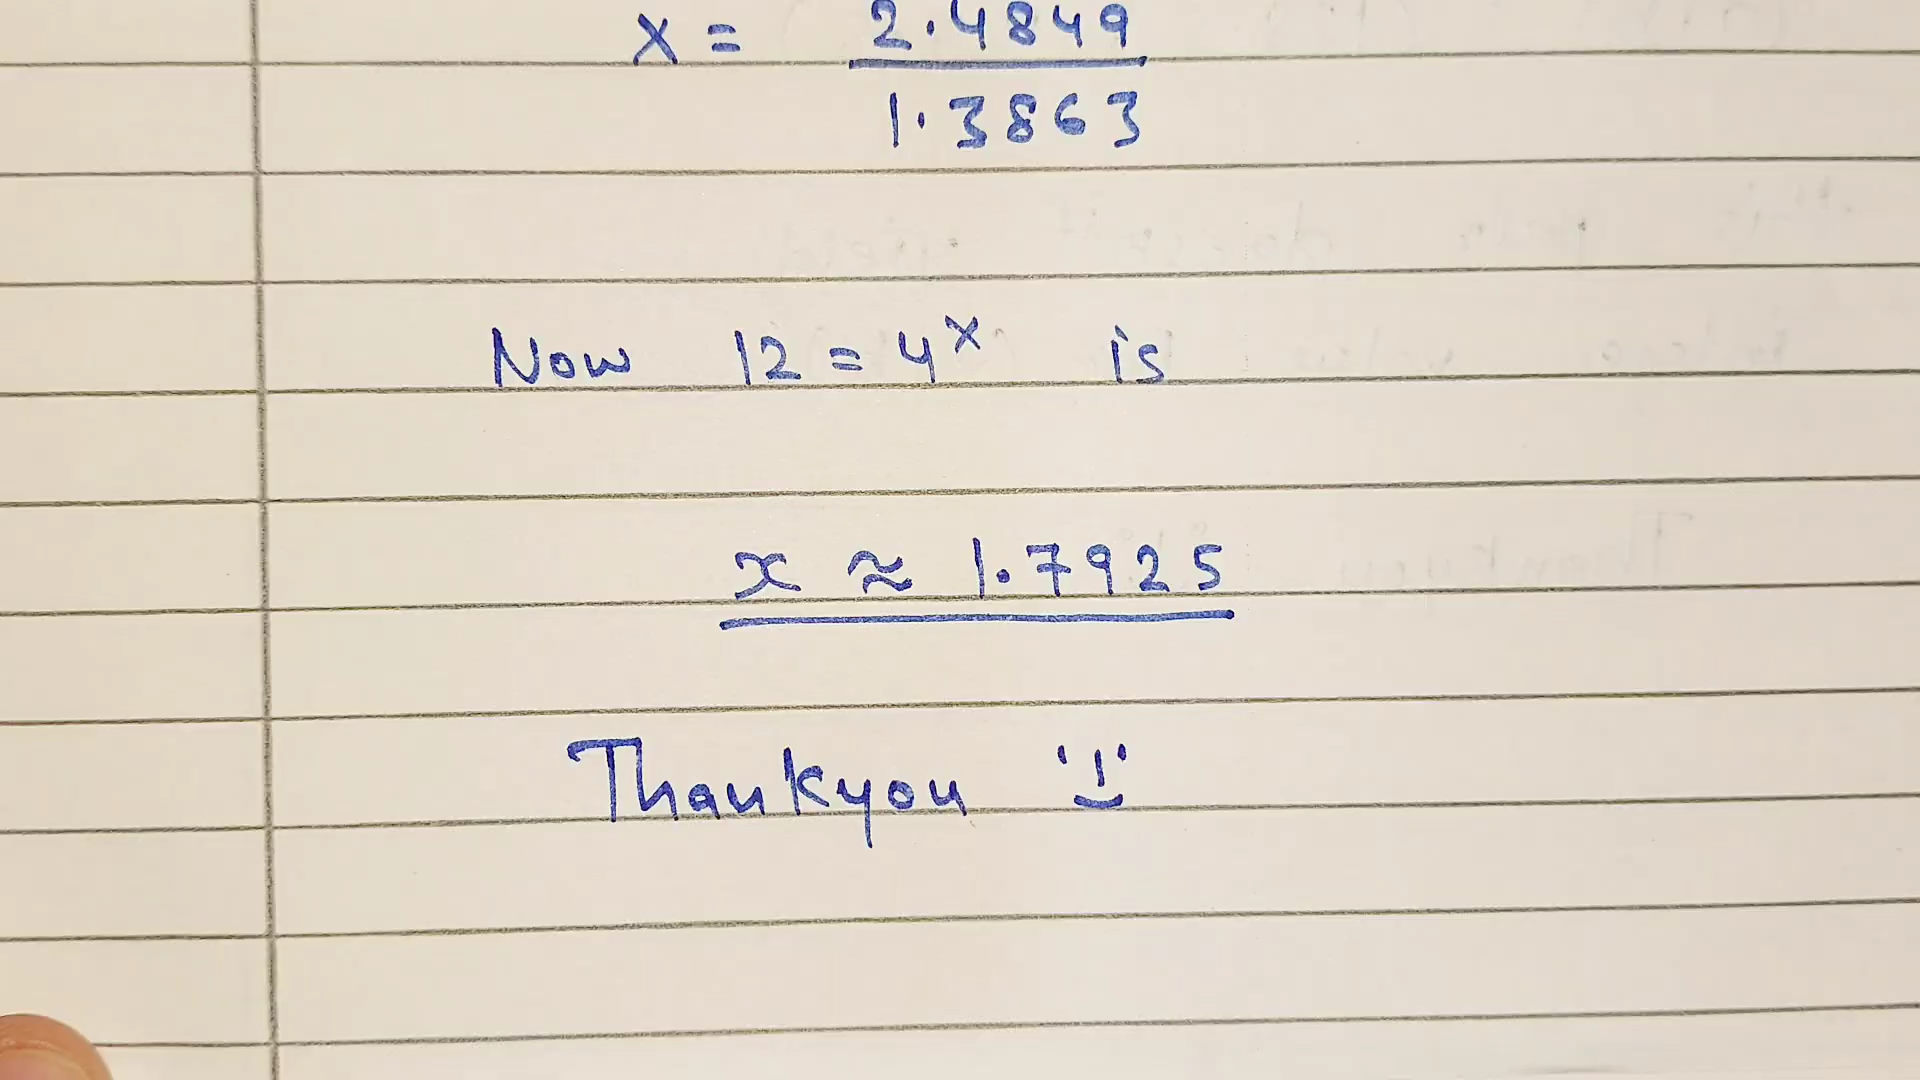 x = 2.4849
1.3863
Now 12 = 4^x is
x ≈ 1.7925
Thankyou